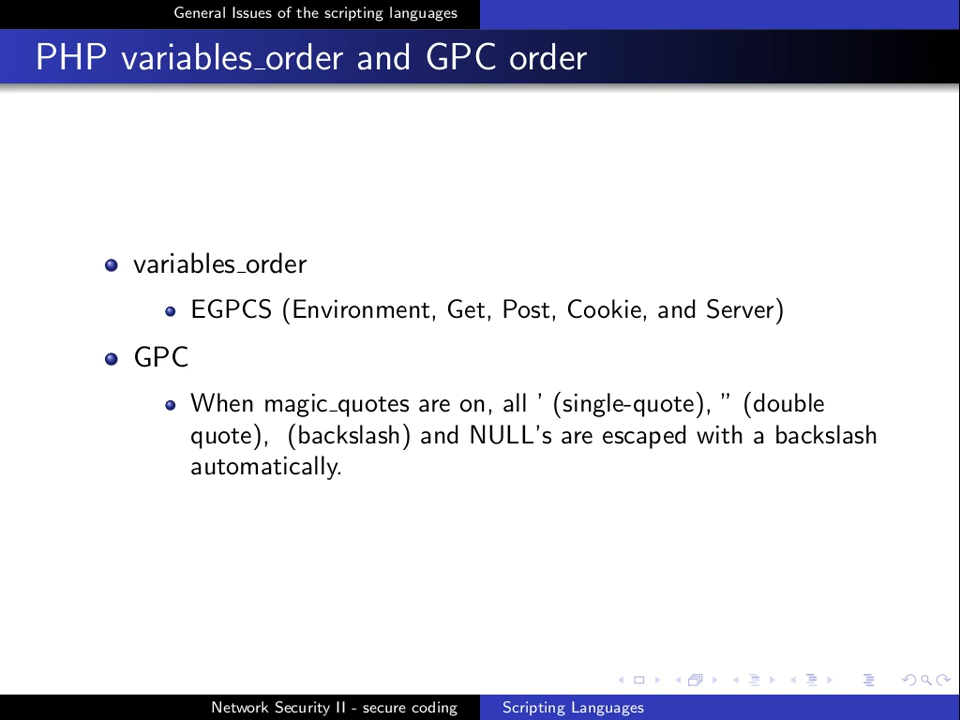 General Issues of the scripting languages
PHP variables_order and GPC order
variables_order
EGPCS (Environment, Get, Post, Cookie, and Server)
GPC
When magic_quotes are on, all ’ (single-quote), ” (double
quote), (backslash) and NULL’s are escaped with a backslash
automatically.
Network Security II - secure coding
Scripting Languages